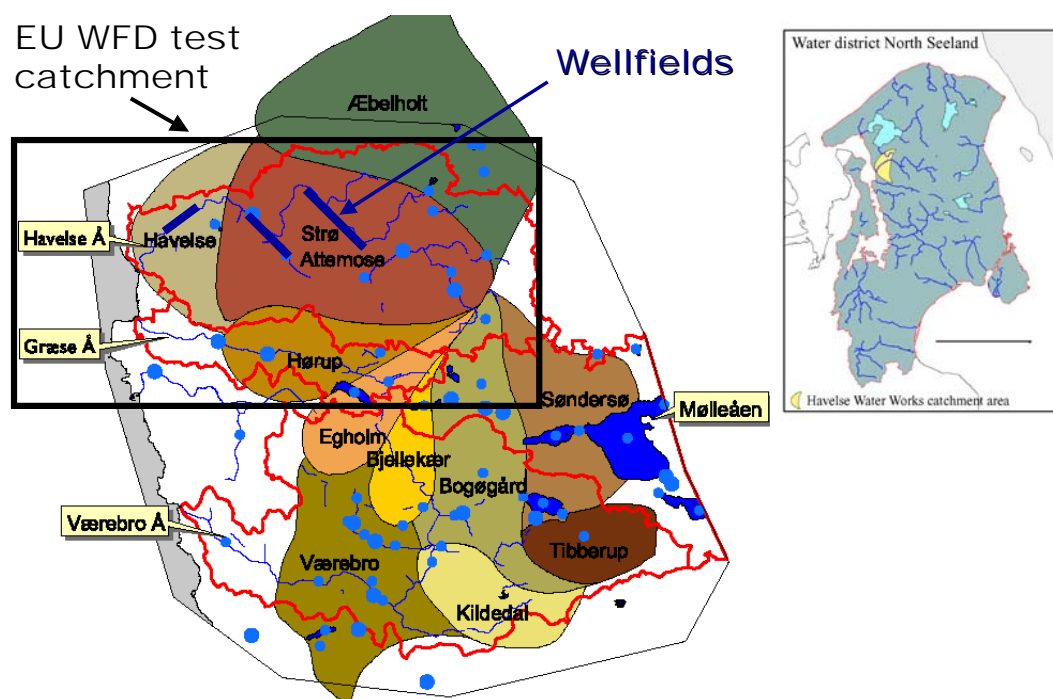 EU WFD test
catchment
Wellfields
Æbelholt
Havelse Å
Havelse
Strø
Attemose
Græse Å
Hørup
Søndersø
Mølleåen
Egholm
Bjellekær
Bogøgård
Værebro Å
Værebro
Tibberup
Kildedal
Water district North Seeland
Havelse Water Works catchment area